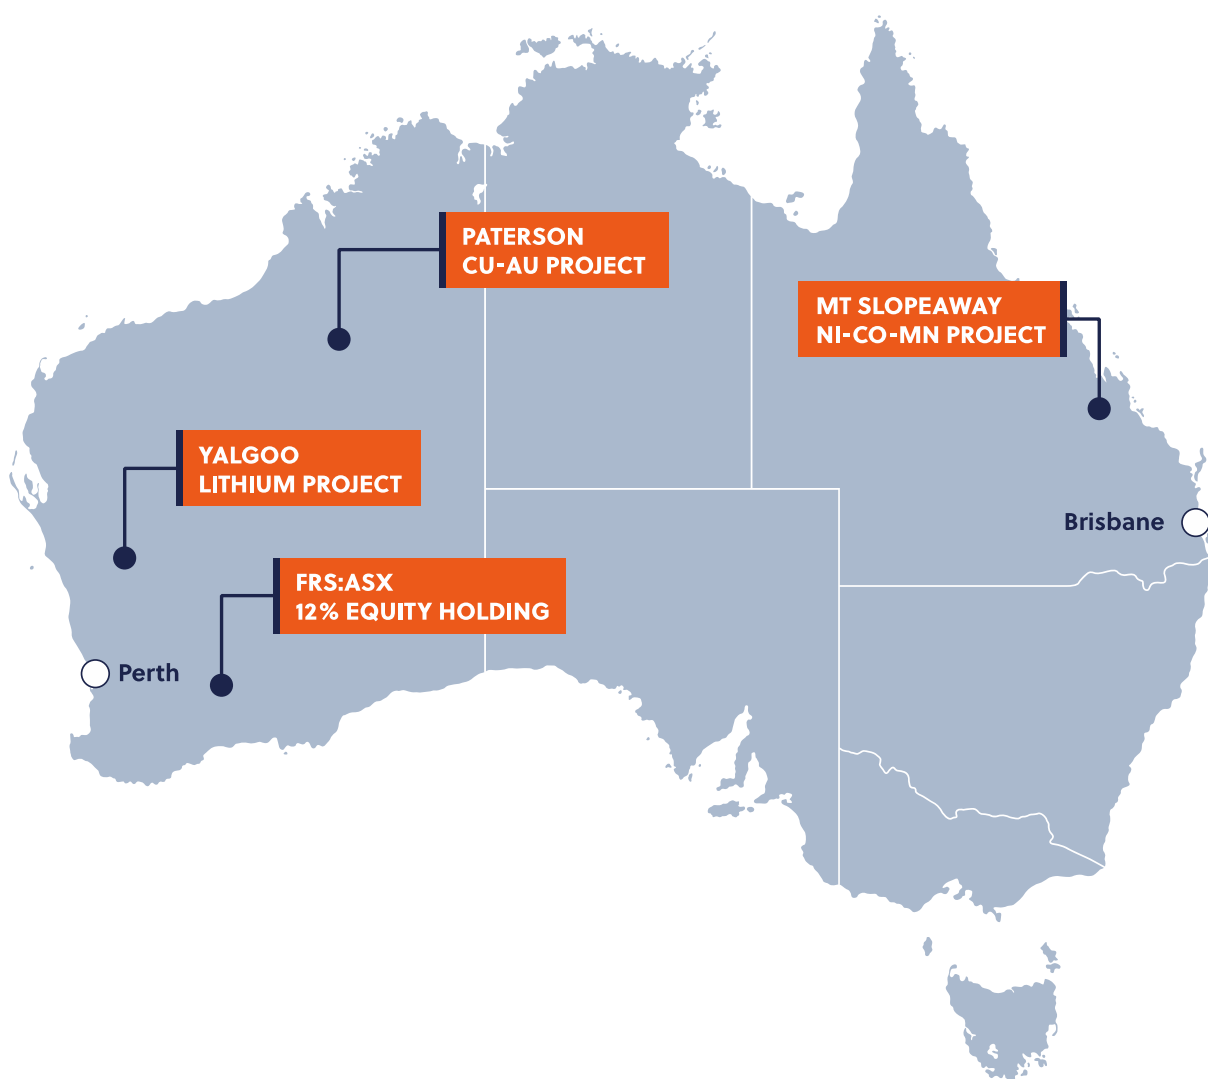 PATERSON
CU-AU PROJECT
MT SLOPEAWAY
NI-CO-MN PROJECT
YALGOO
LITHIUM PROJECT
Brisbane
FRS:ASX
12% EQUITY HOLDING
Perth